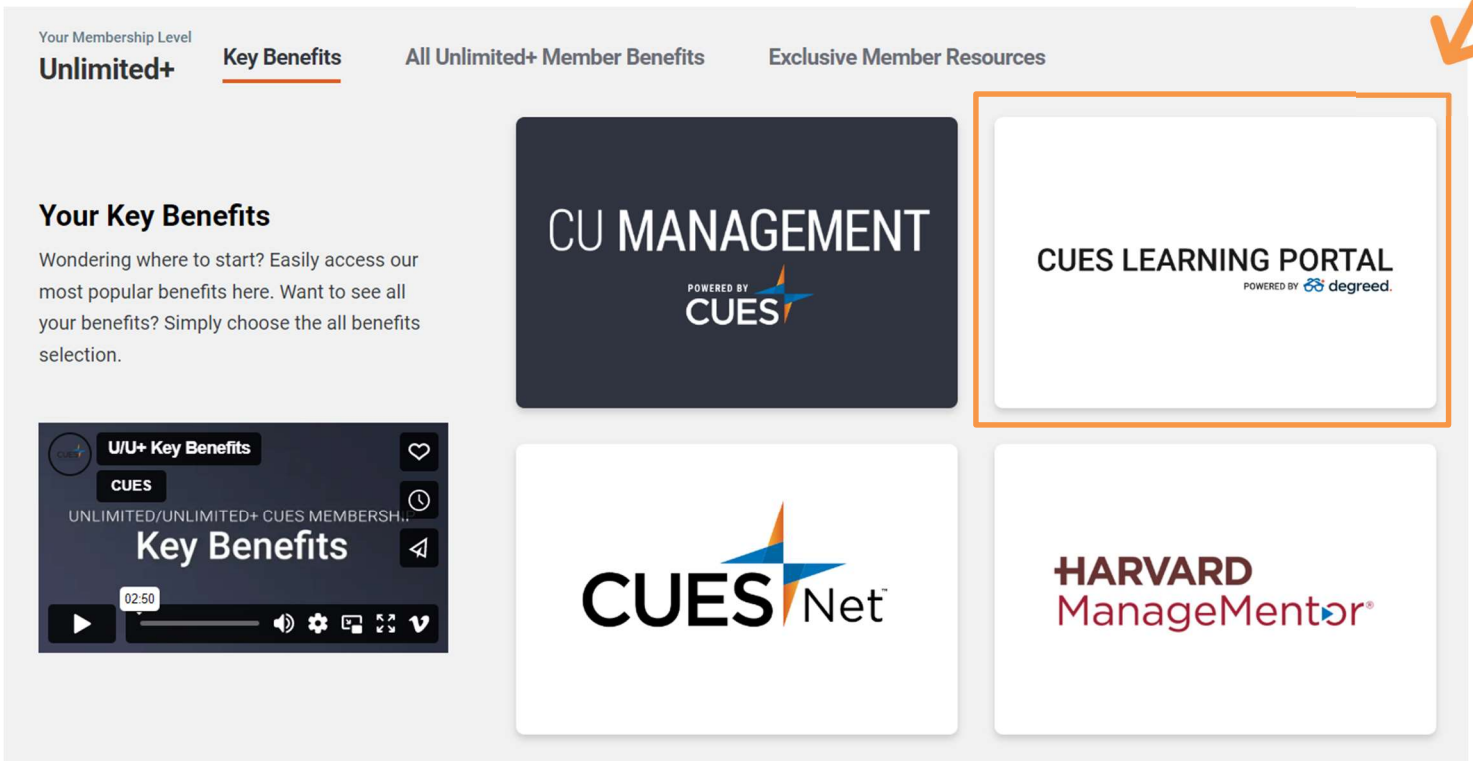 Your Membership Level
Unlimited+
Key Benefits
All Unlimited+ Member Benefits
Exclusive Member Resources
Your Key Benefits
Wondering where to start? Easily access our
most popular benefits here. Want to see all
your benefits? Simply choose the all benefits
selection.
U/U+ Key Benefits
CUES
UNLIMITED/UNLIMITED+ CUES MEMBERSHIP
Key Benefits
02:50
CU MANAGEMENT
POWERED BY
CUES
CUES LEARNING PORTAL
POWERED BY degreed.
CUES Net™
HARVARD
ManageMentor®